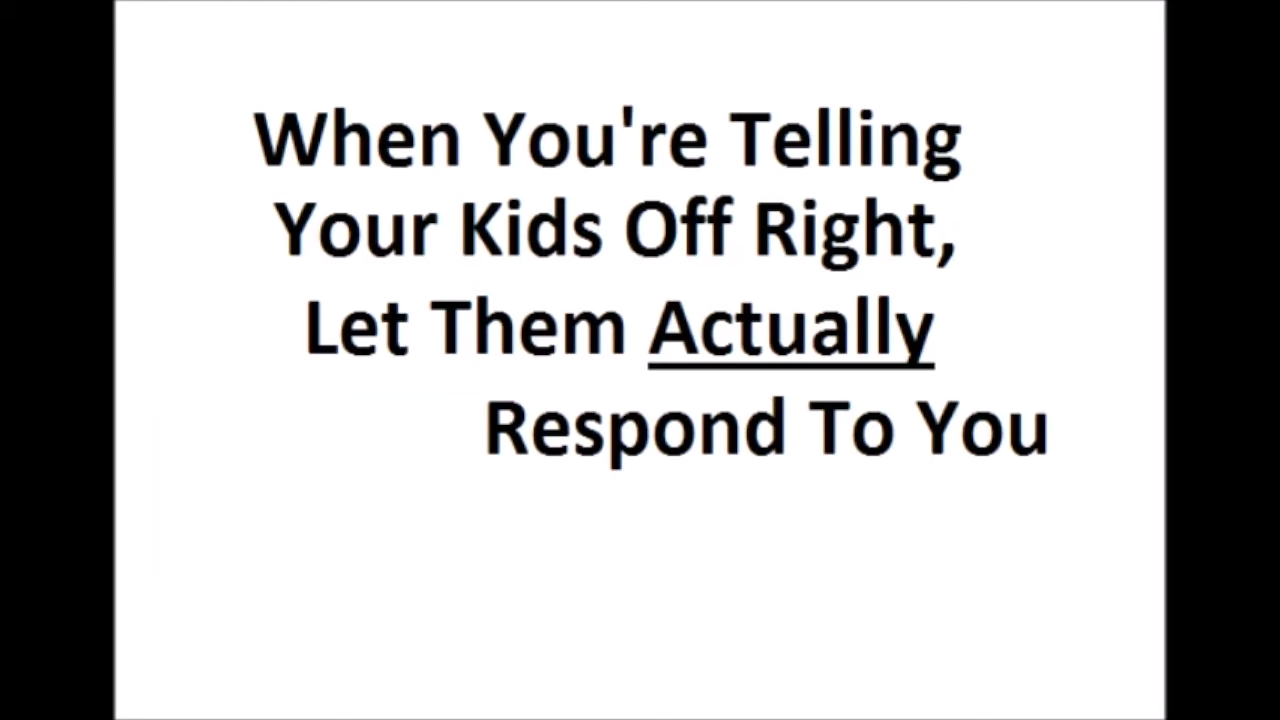 When You're Telling
Your Kids Off Right,
Let Them Actually
Respond To You